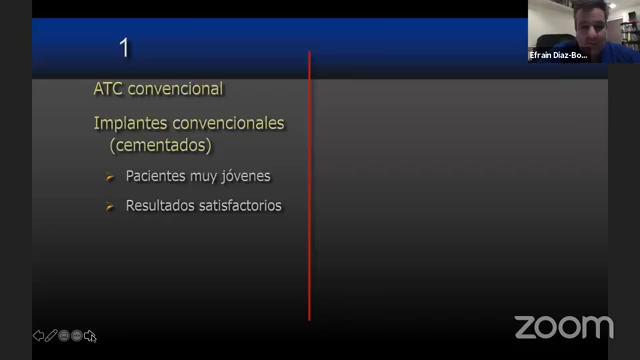 1
Efrain Diaz-Bo...
ATC convencional
Implantes convencionales
(cementados)
Pacientes muy jóvenes
Resultados satisfactorios
zoom